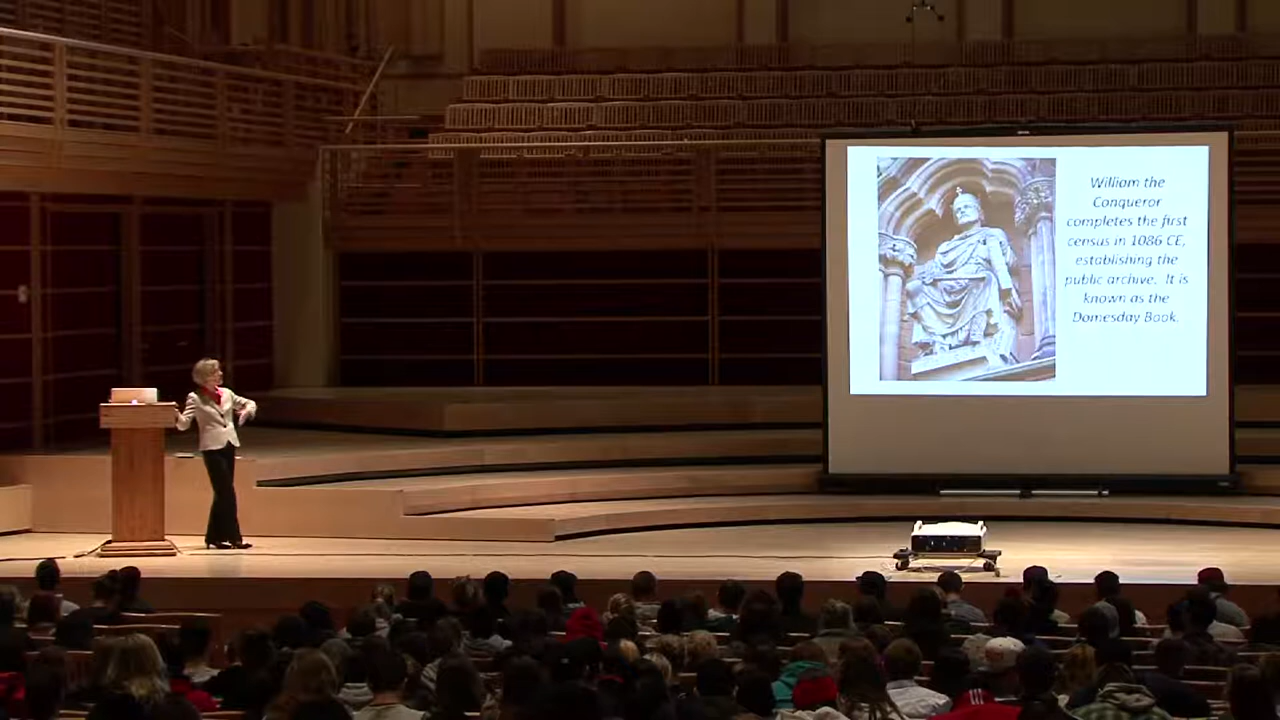 William the
Conqueror
completes the first
census in 1086 CE,
establishing the
public archive. It is
known as the
Domesday Book.